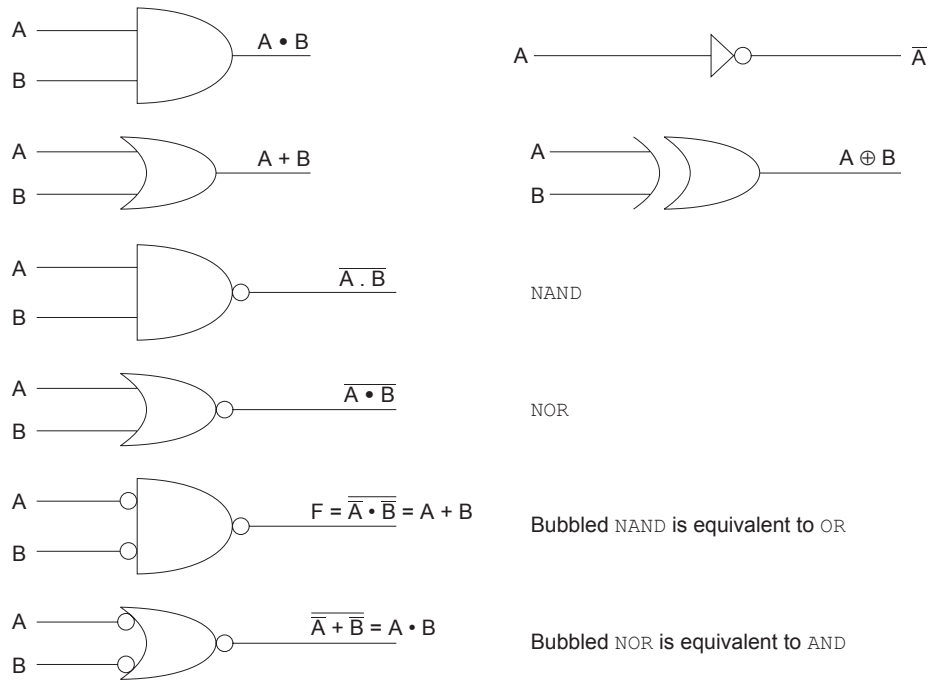 A
B
A • B
A
A̅
A
B
A + B
A
B
A ⊕ B
A
B
A̅ ̅.̅ ̅B̅
NAND
A
B
A̅ ̅•̅ ̅B̅
NOR
A
B
F = A̅̅ ̅•̅ ̅B̅̅ = A + B
Bubbled NAND is equivalent to OR
A
B
A̅̅ ̅+̅ ̅B̅̅ = A • B
Bubbled NOR is equivalent to AND